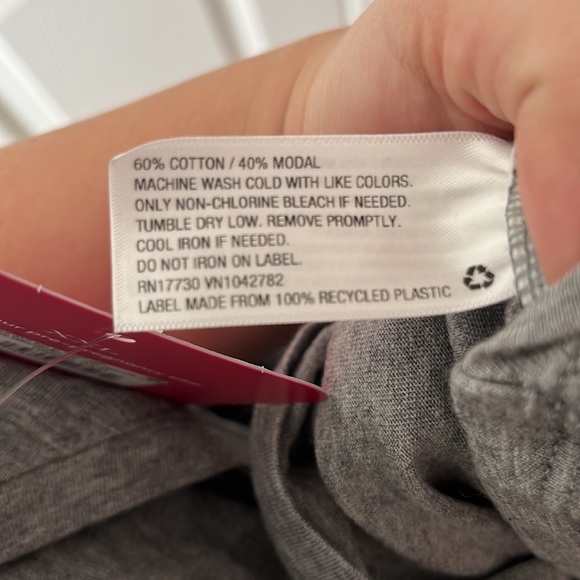 60% COTTON / 40% MODAL
MACHINE WASH COLD WITH LIKE COLORS.
ONLY NON-CHLORINE BLEACH IF NEEDED.
TUMBLE DRY LOW. REMOVE PROMPTLY.
COOL IRON IF NEEDED.
DO NOT IRON ON LABEL.
RN17730 VN1042782
LABEL MADE FROM 100% RECYCLED PLASTIC